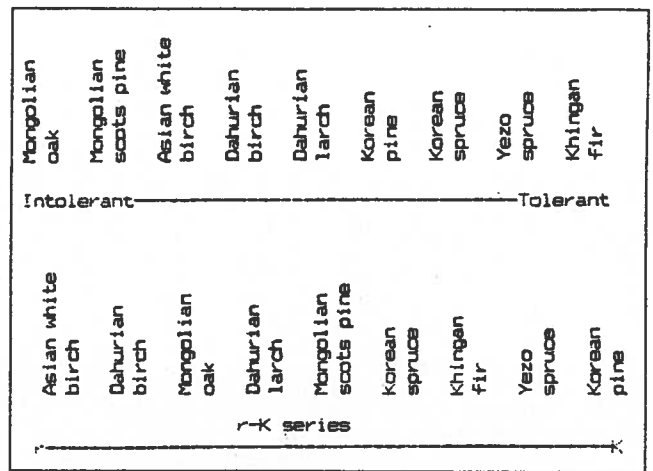 Mongolian
oak
Mongolian
scots pine
Asian white
birch
Dahurian
birch
Dahurian
larch
Korean
pine
Korean
spruce
Yezo
spruce
Khingan
fir
Intolerant Tolerant
Asian white
birch
Dahurian
birch
Mongolian
oak
Dahurian
larch
Mongolian
scots pine
Korean
spruce
Khingan
fir
Yezo
spruce
Korean
pine
r-K series
r K